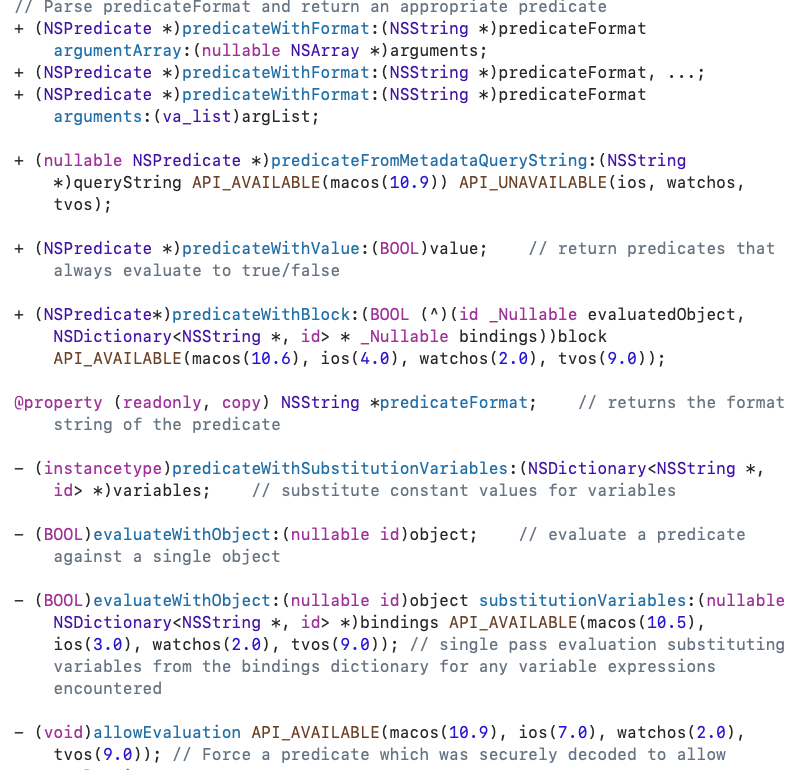 // Parse predicateFormat and return an appropriate predicate
+ (NSPredicate *)predicateWithFormat:(NSString *)predicateFormat
argumentArray:(nullable NSArray *)arguments;
+ (NSPredicate *)predicateWithFormat:(NSString *)predicateFormat, ...;
+ (NSPredicate *)predicateWithFormat:(NSString *)predicateFormat
arguments:(va_list)argList;
+ (nullable NSPredicate *)predicateFromMetadataQueryString:(NSString
*)queryString API_AVAILABLE(macos(10.9)) API_UNAVAILABLE(ios, watchos,
tvos);
+ (NSPredicate *)predicateWithValue:(BOOL)value;    // return predicates that
always evaluate to true/false
+ (NSPredicate*)predicateWithBlock:(BOOL (^)(id _Nullable evaluatedObject,
NSDictionary<NSString *, id> * _Nullable bindings))block
API_AVAILABLE(macos(10.6), ios(4.0), watchos(2.0), tvos(9.0));
@property (readonly, copy) NSString *predicateFormat;    // returns the format
string of the predicate
- (instancetype)predicateWithSubstitutionVariables:(NSDictionary<NSString *,
id> *)variables;    // substitute constant values for variables
- (BOOL)evaluateWithObject:(nullable id)object;    // evaluate a predicate
against a single object
- (BOOL)evaluateWithObject:(nullable id)object substitutionVariables:(nullable
NSDictionary<NSString *, id> *)bindings API_AVAILABLE(macos(10.5),
ios(3.0), watchos(2.0), tvos(9.0)); // single pass evaluation substituting
variables from the bindings dictionary for any variable expressions
encountered
- (void)allowEvaluation API_AVAILABLE(macos(10.9), ios(7.0), watchos(2.0),
tvos(9.0)); // Force a predicate which was securely decoded to allow